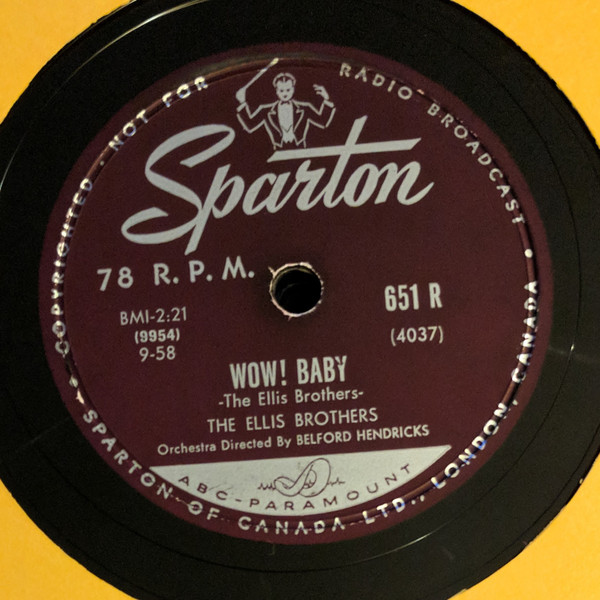 COPYRIGHTED - NOT FOR RADIO BROADCAST •
Sparton
78 R. P. M.
651 R
BMI-2:21
(9954)
9-58
(4037)
WOW! BABY
-The Ellis Brothers-
THE ELLIS BROTHERS
Orchestra Directed By BELFORD HENDRICKS
ABC-PARAMOUNT
• SPARTON OF CANADA LTD., LONDON, CANADA